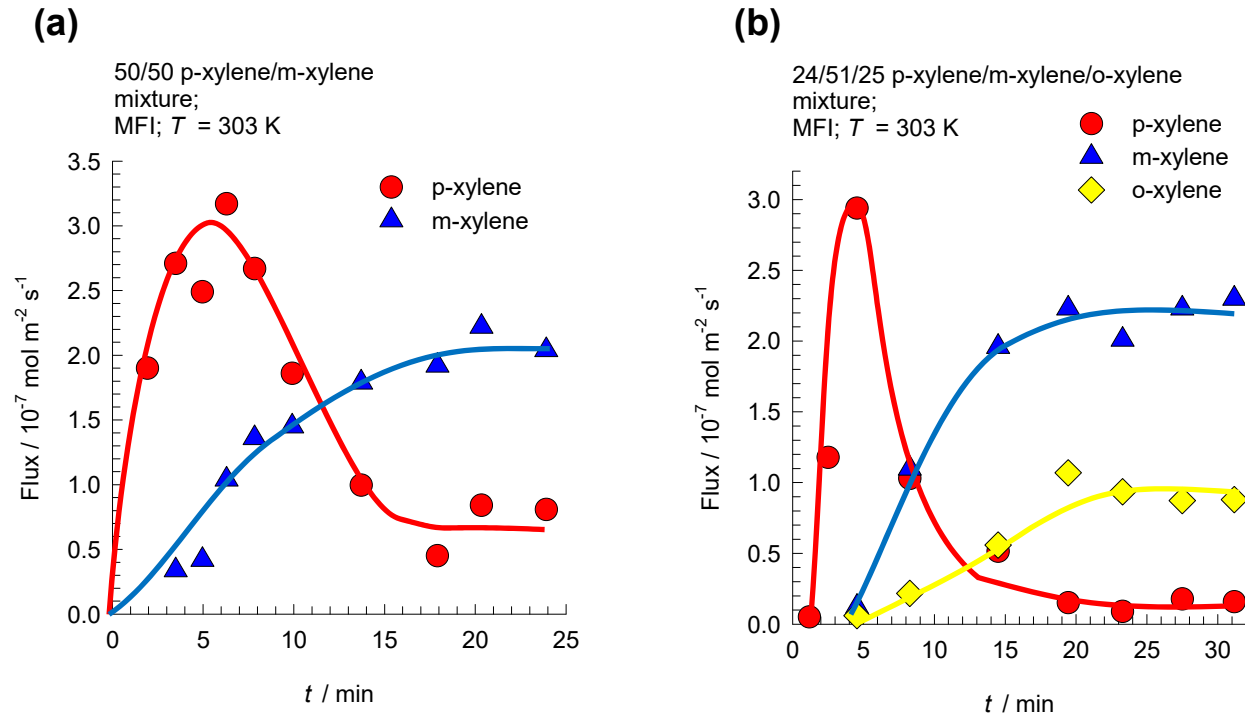 (a)
50/50 p-xylene/m-xylene
mixture;
MFI; T = 303 K
p-xylene
m-xylene
Flux / 10⁻⁷ mol m⁻² s⁻¹
3.5
3.0
2.5
2.0
1.5
1.0
0.5
0.0
0 5 10 15 20 25
t / min
(b)
24/51/25 p-xylene/m-xylene/o-xylene
mixture;
MFI; T = 303 K
p-xylene
m-xylene
o-xylene
Flux / 10⁻⁷ mol m⁻² s⁻¹
3.0
2.5
2.0
1.5
1.0
0.5
0.0
0 5 10 15 20 25 30
t / min